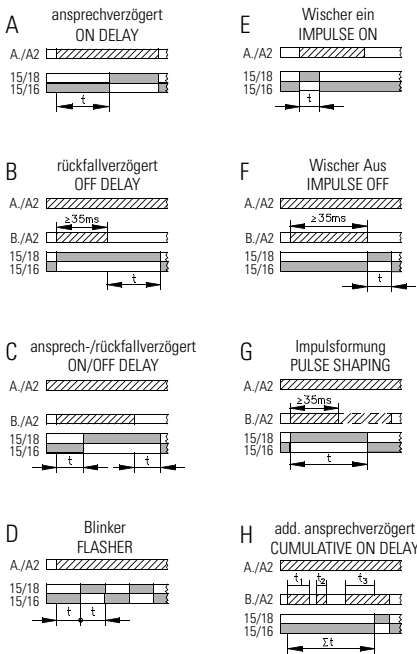 A
ansprechverzögert
ON DELAY
A./A2
15/18
15/16
t
B
rückfallverzögert
OFF DELAY
A./A2
≥35ms
B./A2
15/18
15/16
t
C
ansprech-/rückfallverzögert
ON/OFF DELAY
A./A2
B./A2
15/18
15/16
t
t
D
Blinker
FLASHER
A./A2
15/18
15/16
t
t
E
Wischer ein
IMPULSE ON
A./A2
15/18
15/16
t
F
Wischer Aus
IMPULSE OFF
A./A2
≥35ms
B./A2
15/18
15/16
t
G
Impulsformung
PULSE SHAPING
A./A2
≥35ms
B./A2
15/18
15/16
t
H
add. ansprechverzögert
CUMULATIVE ON DELAY
A./A2
t1 t2 t3
B./A2
15/18
15/16
Σt